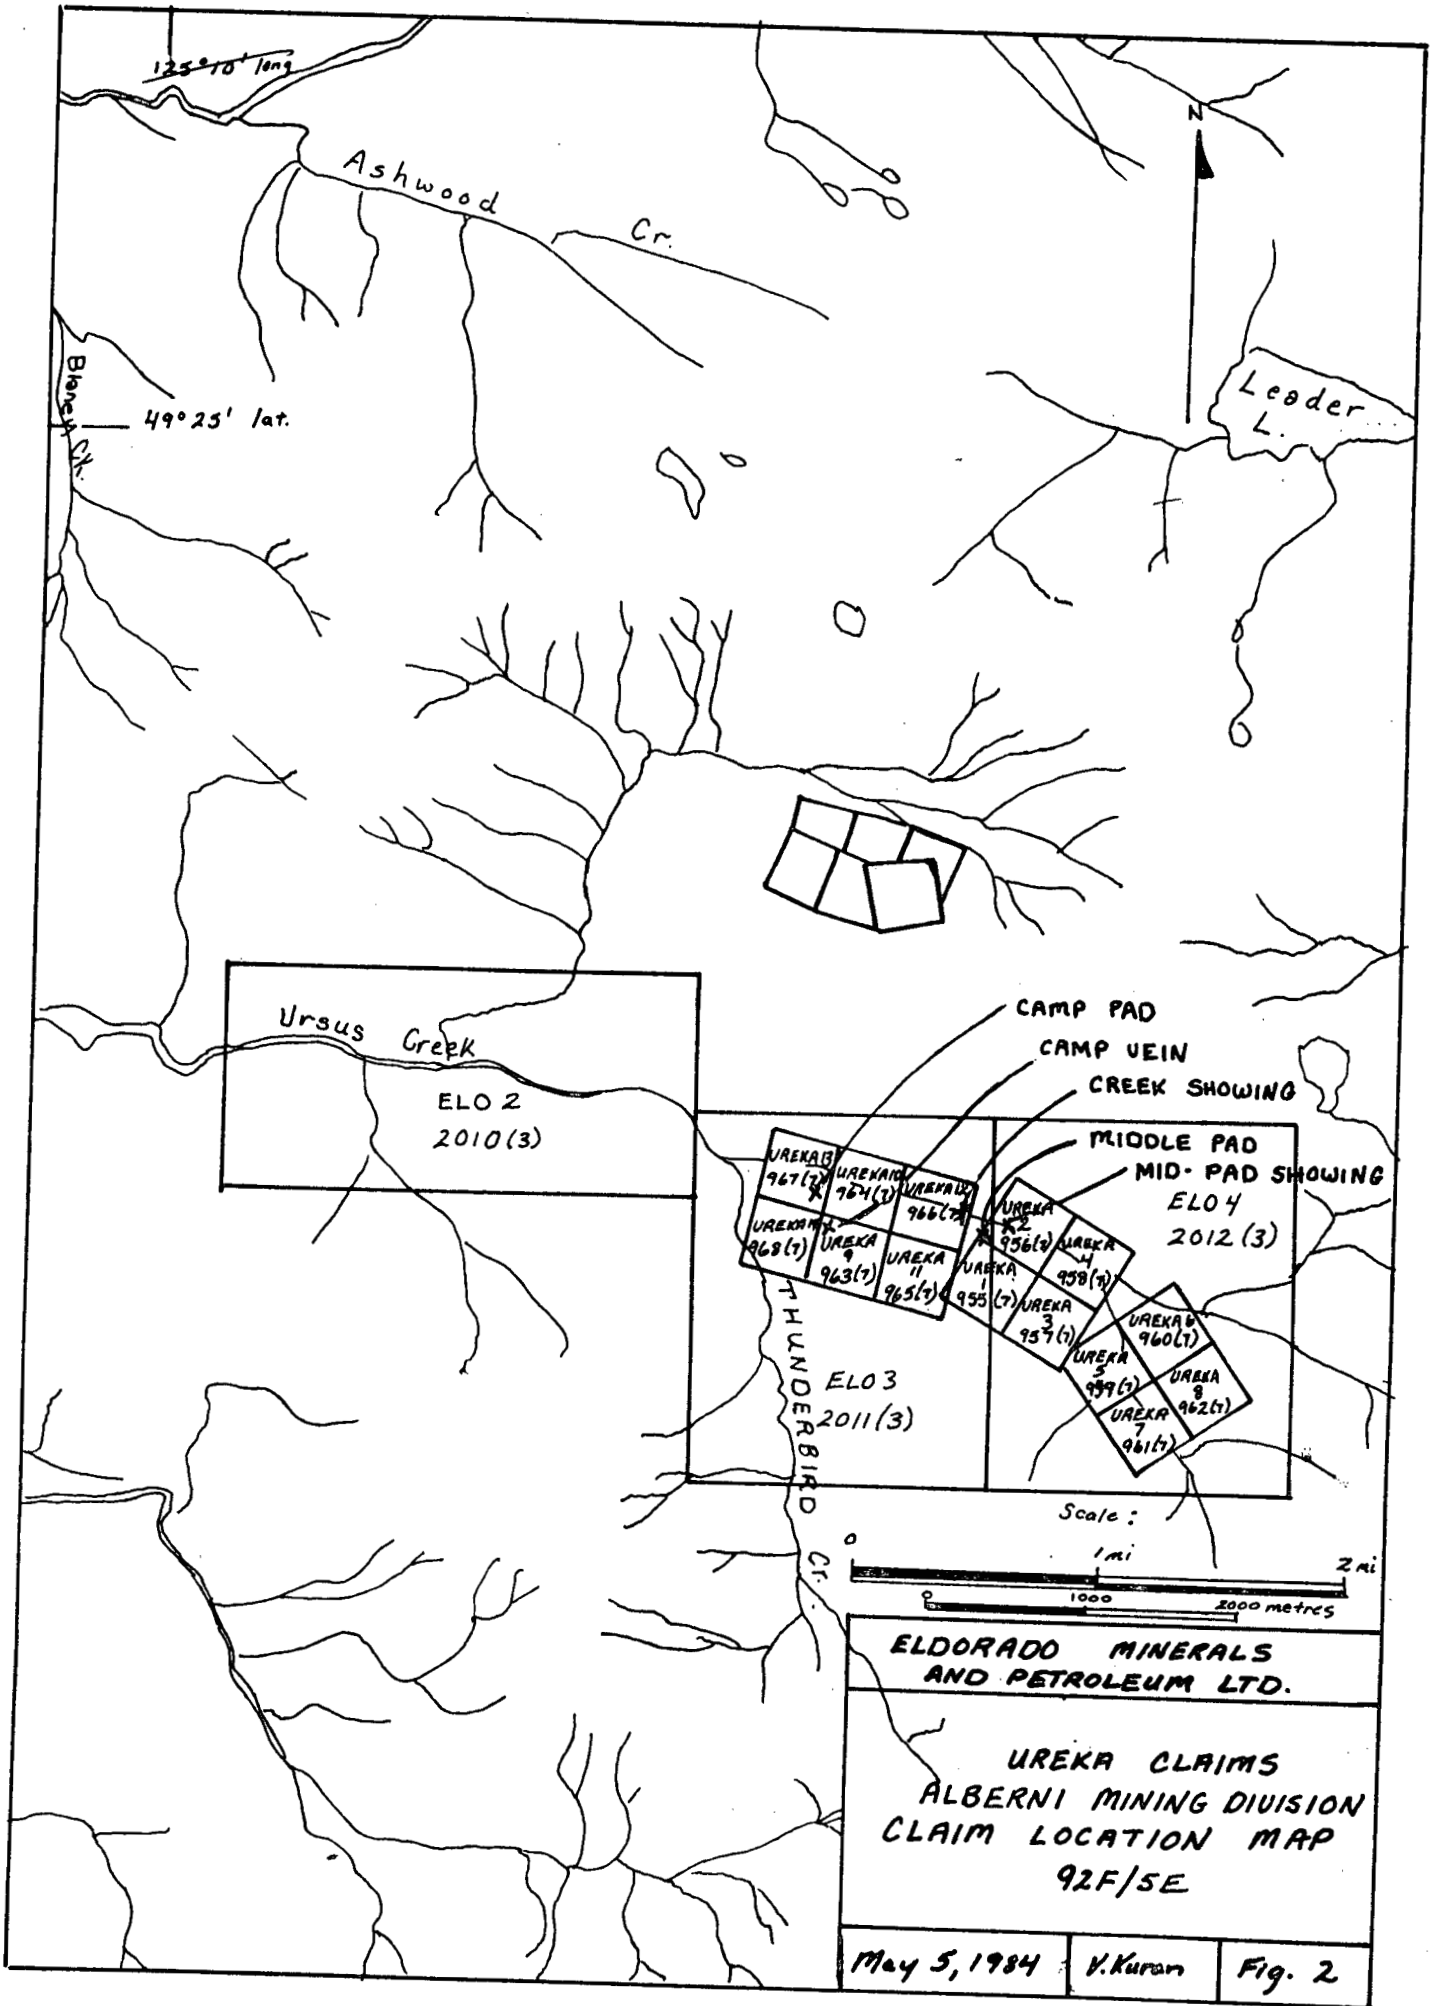 125°10' long
N
Ashwood
Cr.
Leader
L.
49°25' lat.
Ck.
Ursus
Creek
ELO 2
2010(3)
CAMP PAD
CAMP VEIN
CREEK SHOWING
MIDDLE PAD
MID-PAD SHOWING
ELO 4
2012 (3)
UREKA 13
967(7)
UREKA 10
964(7)
UREKA 12
966(7)
UREKA 14
968(7)
UREKA
9
963(7)
UREKA
11
965(7)
UREKA
2
956(7)
UREKA
4
958(7)
UREKA
1
955(7)
UREKA
3
957(7)
UREKA 6
960(7)
UREKA
5
959(7)
UREKA
8
962(7)
UREKA
7
961(7)
THUNDERBIRD
Cr.
ELO 3
2011(3)
Scale:
0 1 mi 2 mi
0 1000 2000 metres
ELDORADO MINERALS
AND PETROLEUM LTD.
UREKA CLAIMS
ALBERNI MINING DIVISION
CLAIM LOCATION MAP
92F/5E
May 5, 1984
V. Kuran
Fig. 2